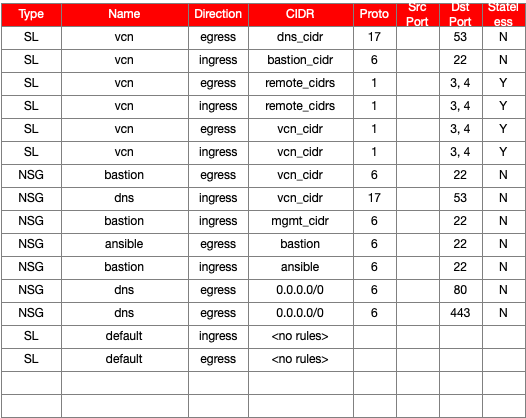 Type Name Direction CIDR Proto Src Port Dst Port Statel ess
SL vcn egress dns_cidr 17 53 N
SL vcn ingress bastion_cidr 6 22 N
SL vcn egress remote_cidrs 1 3, 4 Y
SL vcn ingress remote_cidrs 1 3, 4 Y
SL vcn egress vcn_cidr 1 3, 4 Y
SL vcn ingress vcn_cidr 1 3, 4 Y
NSG bastion egress vcn_cidr 6 22 N
NSG dns ingress vcn_cidr 17 53 N
NSG bastion ingress mgmt_cidr 6 22 N
NSG ansible egress bastion 6 22 N
NSG bastion ingress ansible 6 22 N
NSG dns egress 0.0.0.0/0 6 80 N
NSG dns egress 0.0.0.0/0 6 443 N
SL default ingress <no rules>
SL default egress <no rules>